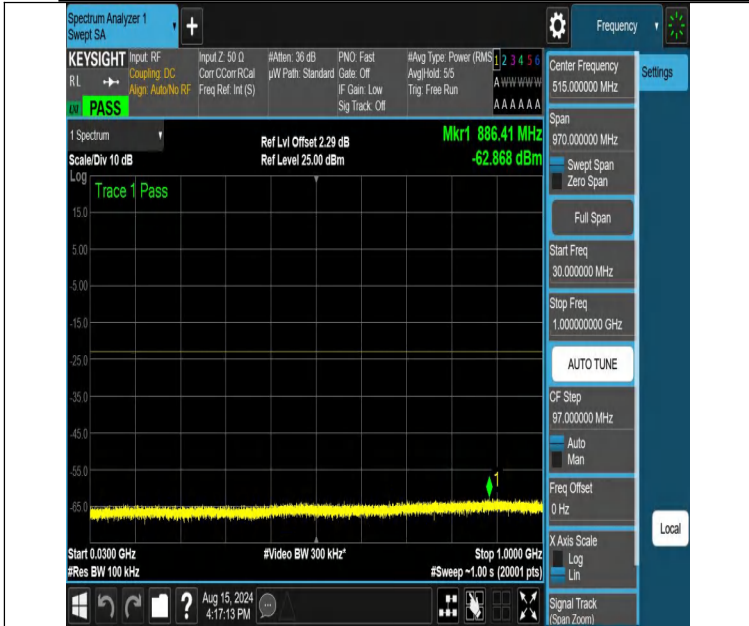 Spectrum Analyzer 1
Swept SA
+
Frequency
KEYSIGHT
RL
PASS
Input: RF
Coupling: DC
Align: Auto/No RF
Input Z: 50 Ω
Corr CCorr RCal
Freq Ref: Int (S)
#Atten: 36 dB
µW Path: Standard
PNO: Fast
Gate: Off
IF Gain: Low
Sig Track: Off
#Avg Type: Power (RMS
Avg|Hold: 5/5
Trig: Free Run
1 2 3 4 5 6
A W W W W W
A A A A A A
1 Spectrum
Scale/Div 10 dB
Ref Lvl Offset 2.29 dB
Ref Level 25.00 dBm
Mkr1 886.41 MHz
-62.868 dBm
Log
Trace 1 Pass
15.0
5.00
-5.00
-15.0
-25.0
-35.0
-45.0
-55.0
-65.0
1
Start 0.0300 GHz
#Res BW 100 kHz
#Video BW 300 kHz*
Stop 1.0000 GHz
#Sweep ~1.00 s (20001 pts)
Aug 15, 2024
4:17:13 PM
?
Center Frequency
515.000000 MHz
Settings
Span
970.000000 MHz
Swept Span
Zero Span
Full Span
Start Freq
30.000000 MHz
Stop Freq
1.000000000 GHz
AUTO TUNE
CF Step
97.000000 MHz
Auto
Man
Freq Offset
0 Hz
X Axis Scale
Log
Lin
Local
Signal Track
(Span Zoom)